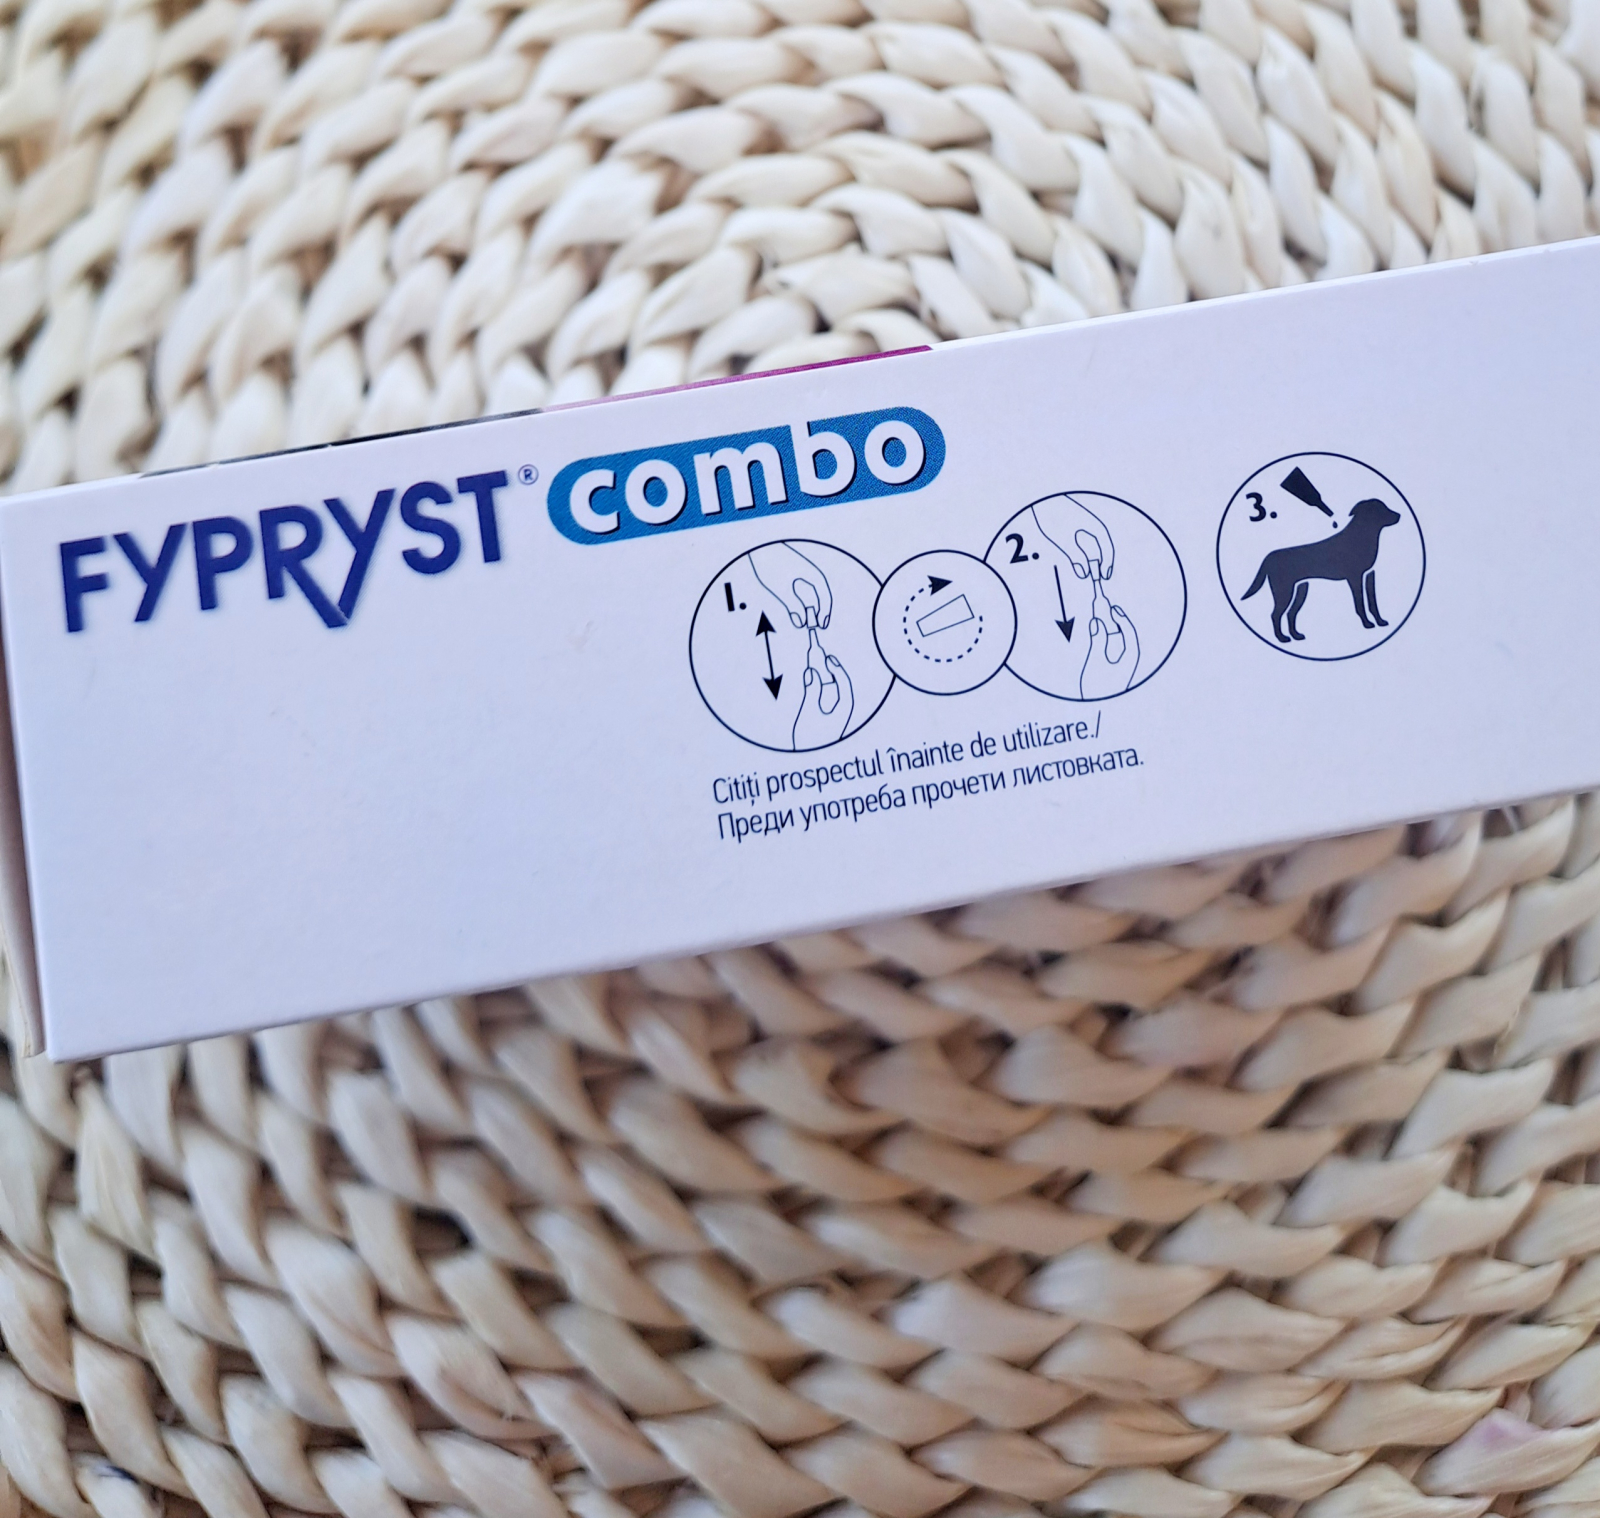 FYPRYST® combo
1.
2.
3.
Citiți prospectul înainte de utilizare./
Преди употреба прочети листовката.